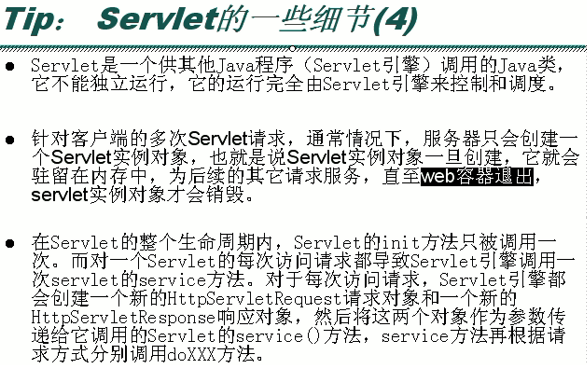 Tip： Servlet的一些细节(4)
● Servlet是一个供其他Java程序（Servlet引擎）调用的Java类，
它不能独立运行，它的运行完全由Servlet引擎来控制和调度。
● 针对客户端的多次Servlet请求，通常情况下，服务器只会创建一
个Servlet实例对象，也就是说Servlet实例对象一旦创建，它就会
驻留在内存中，为后续的其它请求服务，直至web容器退出，
servlet实例对象才会销毁。
● 在Servlet的整个生命周期内，Servlet的init方法只被调用一
次。而对一个Servlet的每次访问请求都导致Servlet引擎调用一
次servlet的service方法。对于每次访问请求，Servlet引擎都
会创建一个新的HttpServletRequest请求对象和一个新的
HttpServletResponse响应对象，然后将这两个对象作为参数传
递给它调用的Servlet的service()方法，service方法再根据请
求方式分别调用doXXX方法。